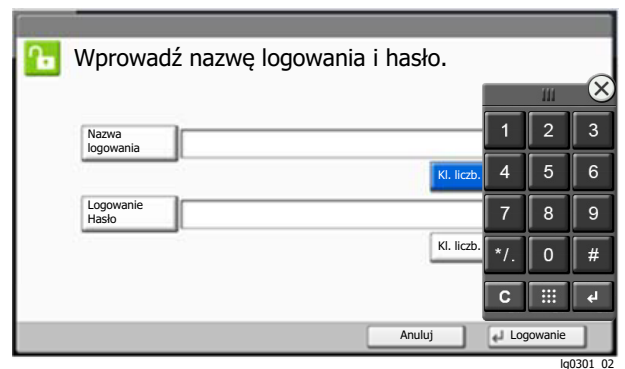 Wprowadź nazwę logowania i hasło.
Nazwa
logowania
Kl. liczb.
Logowanie
Hasło
Kl. liczb.
1 2 3
4 5 6
7 8 9
*/. 0 #
C
Anuluj
Logowanie
lg0301_02